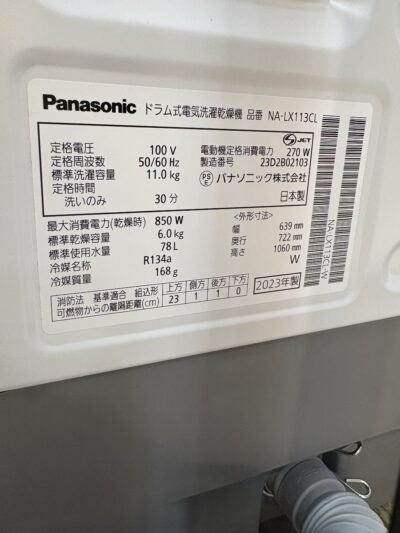 Panasonic ドラム式電気洗濯乾燥機 品番 NA-LX113CL
定格電圧 100 V
定格周波数 50/60 Hz
標準洗濯容量 11.0 kg
定格時間
洗いのみ 30 分
S JET
電動機定格消費電力 270 W
製造番号 23D2B02103
PS E パナソニック株式会社
日本製
最大消費電力(乾燥時) 850 W
標準乾燥容量 6.0 kg
標準使用水量 78 L
冷媒名称 R134a
冷媒質量 168 g
<外形寸法>
幅 639 mm
奥行 722 mm
高さ 1060 mm
W
消防法 基準適合 組込形 上方 側方 後方 下方
可燃物からの離隔距離(cm) 23 1 1 0
2023年製
NA-LX113CL-W